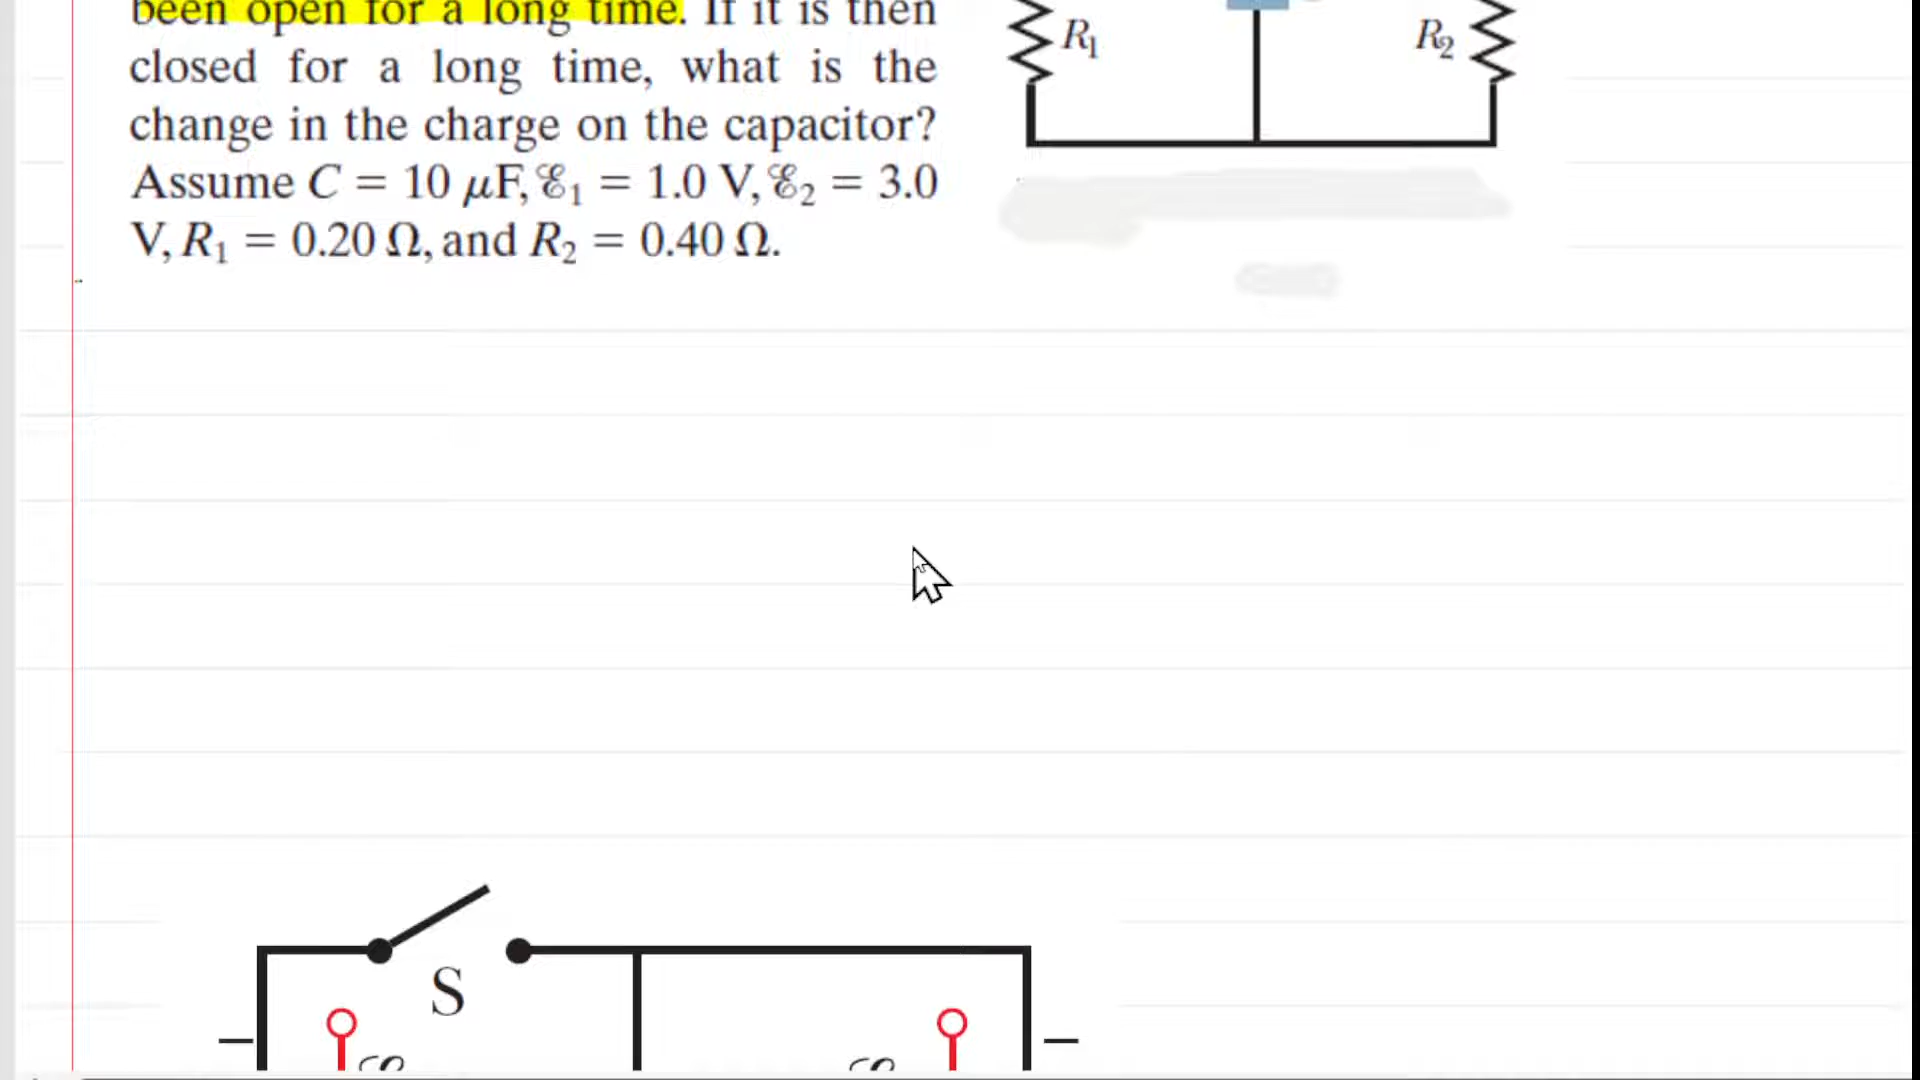 been open for a long time. If it is then
closed for a long time, what is the
change in the charge on the capacitor?
Assume C = 10 μF, ℰ₁ = 1.0 V, ℰ₂ = 3.0
V, R₁ = 0.20 Ω, and R₂ = 0.40 Ω.
R₁
R₂
S